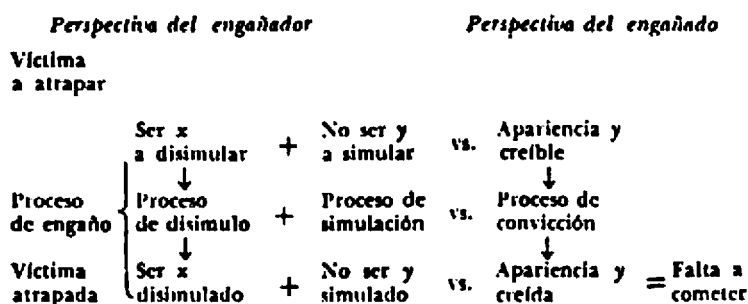 Perspectiva del engañador Perspectiva del engañado
Víctima
a atrapar
Ser x + No ser y vs. Apariencia y
a disimular a simular creíble
↓ ↓
Proceso Proceso + Proceso de vs. Proceso de
de engaño de disimulo simulación convicción
↓ ↓
Víctima Ser x + No ser y vs. Apariencia y = Falta a
atrapada disimulado simulado creída cometer